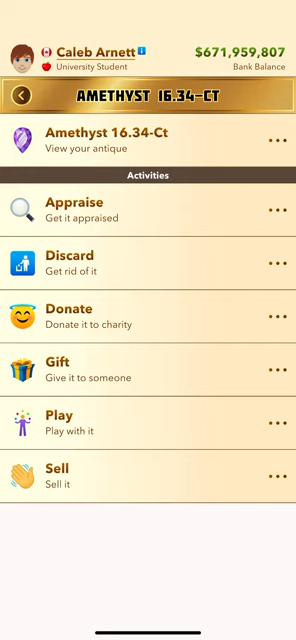 Caleb Arnett
$671,959,807
University Student
Bank Balance
AMETHYST 16.34-CT
Amethyst 16.34-Ct
View your antique
Activities
Appraise
Get it appraised
Discard
Get rid of it
Donate
Donate it to charity
Gift
Give it to someone
Play
Play with it
Sell
Sell it